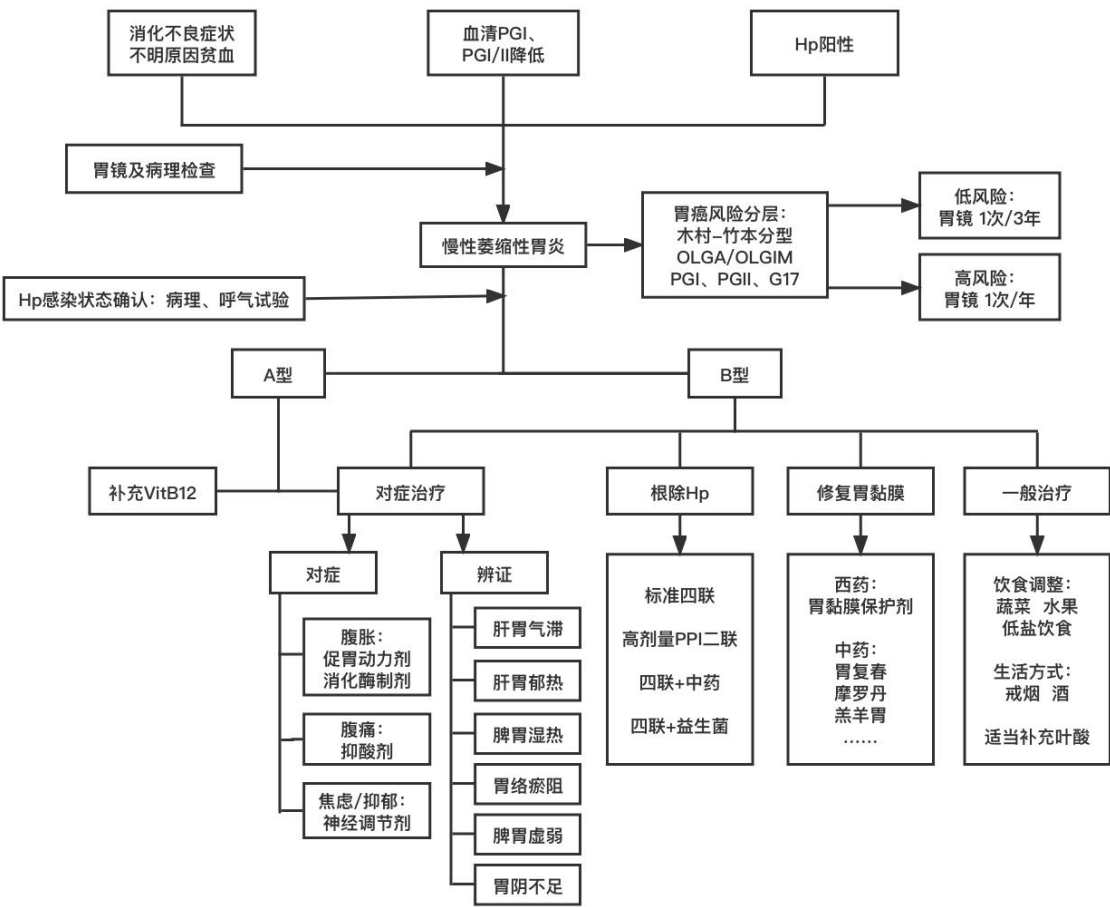 消化不良症状
不明原因贫血
血清PGI、
PGI/II降低
Hp阳性
胃镜及病理检查
慢性萎缩性胃炎
胃癌风险分层：
木村-竹本分型
OLGA/OLGIM
PGI、PGII、G17
低风险：
胃镜 1次/3年
高风险：
胃镜 1次/年
Hp感染状态确认：病理、呼气试验
A型
B型
补充VitB12
对症治疗
根除Hp
修复胃黏膜
一般治疗
对症
辨证
腹胀：
促胃动力剂
消化酶制剂
腹痛：
抑酸剂
焦虑/抑郁：
神经调节剂
肝胃气滞
肝胃郁热
脾胃湿热
胃络瘀阻
脾胃虚弱
胃阴不足
标准四联
高剂量PPI二联
四联+中药
四联+益生菌
西药：
胃黏膜保护剂
中药：
胃复春
摩罗丹
羔羊胃
……
饮食调整：
蔬菜 水果
低盐饮食
生活方式：
戒烟 酒
适当补充叶酸